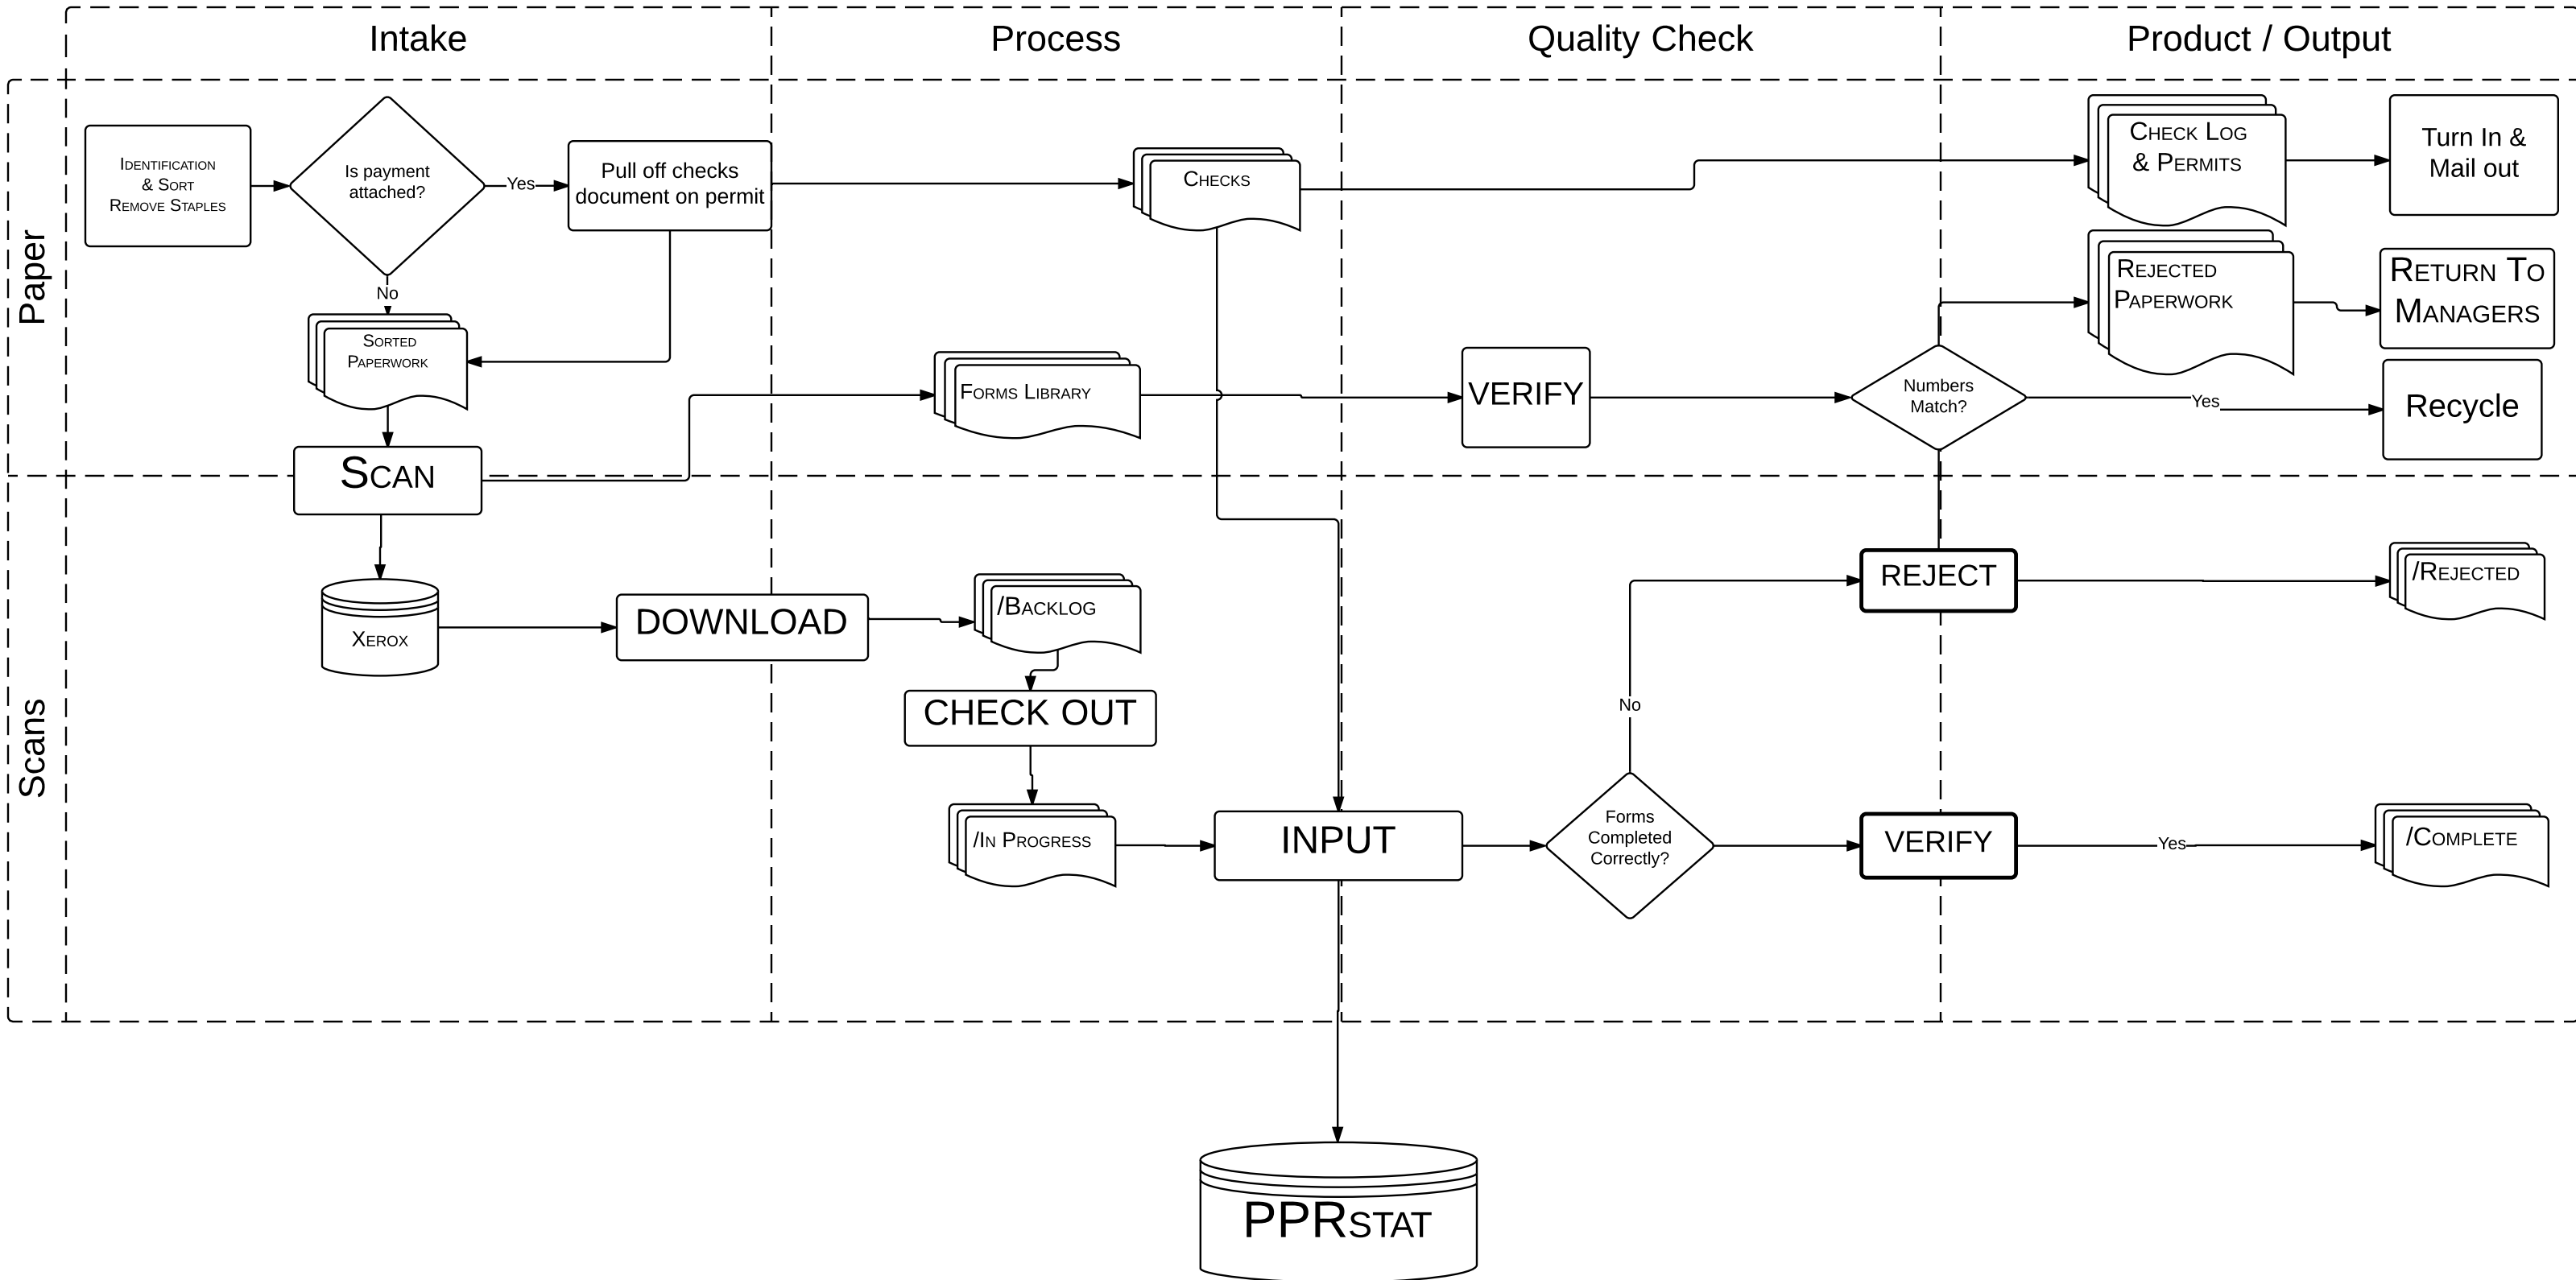 Intake
Process
Quality Check
Product / Output
Paper
Identification
& Sort
Remove Staples
Is payment
attached?
Yes
Pull off checks
document on permit
Checks
Check Log
& Permits
Turn In &
Mail out
No
Sorted
Paperwork
Forms Library
VERIFY
Numbers
Match?
Rejected
Paperwork
Return To
Managers
Yes
Recycle
Scan
Scans
Xerox
DOWNLOAD
/Backlog
CHECK OUT
/In Progress
INPUT
Forms
Completed
Correctly?
No
REJECT
/Rejected
VERIFY
Yes
/Complete
PPRstat